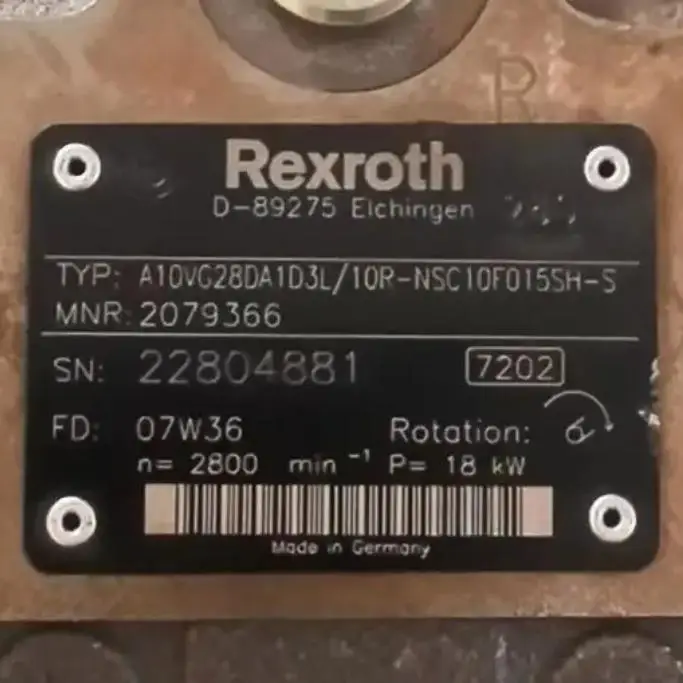 R
Rexroth
D-89275 Elchingen
TYP: A10VG28DA1D3L/10R-NSC10F015SH-S
MNR: 2079366
SN: 22804881 7202
FD: 07W36 Rotation:
n= 2800 min⁻¹ P= 18 kW
Made in Germany